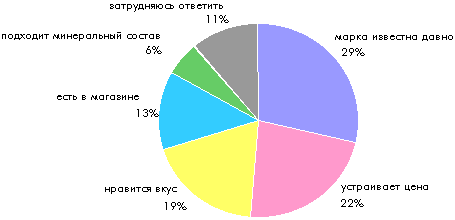 затрудняюсь ответить
11%
подходит минеральный состав
6%
марка известна давно
29%
есть в магазине
13%
нравится вкус
19%
устраивает цена
22%